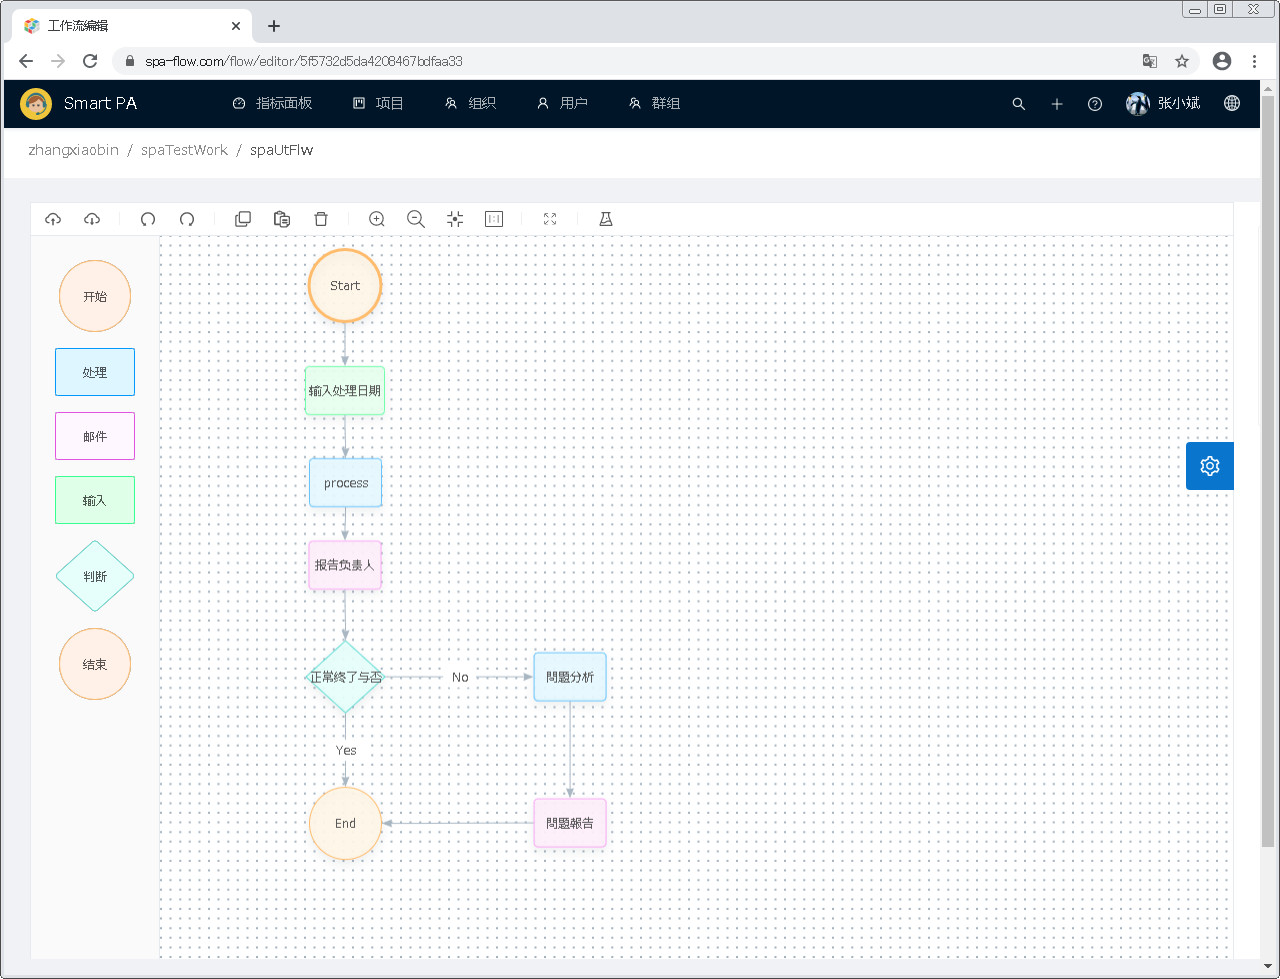 工作流编辑
spa-flow.com/flow/editor/5f5732d5da4208467bdfaa33
Smart PA 指标面板 项目 组织 用户 群组 张小斌
zhangxiaobin / spaTestWork / spaUtFlw
开始
处理
邮件
输入
判断
结束
Start
输入处理日期
process
报告负责人
正常终了与否
No
問題分析
Yes
End
問題報告